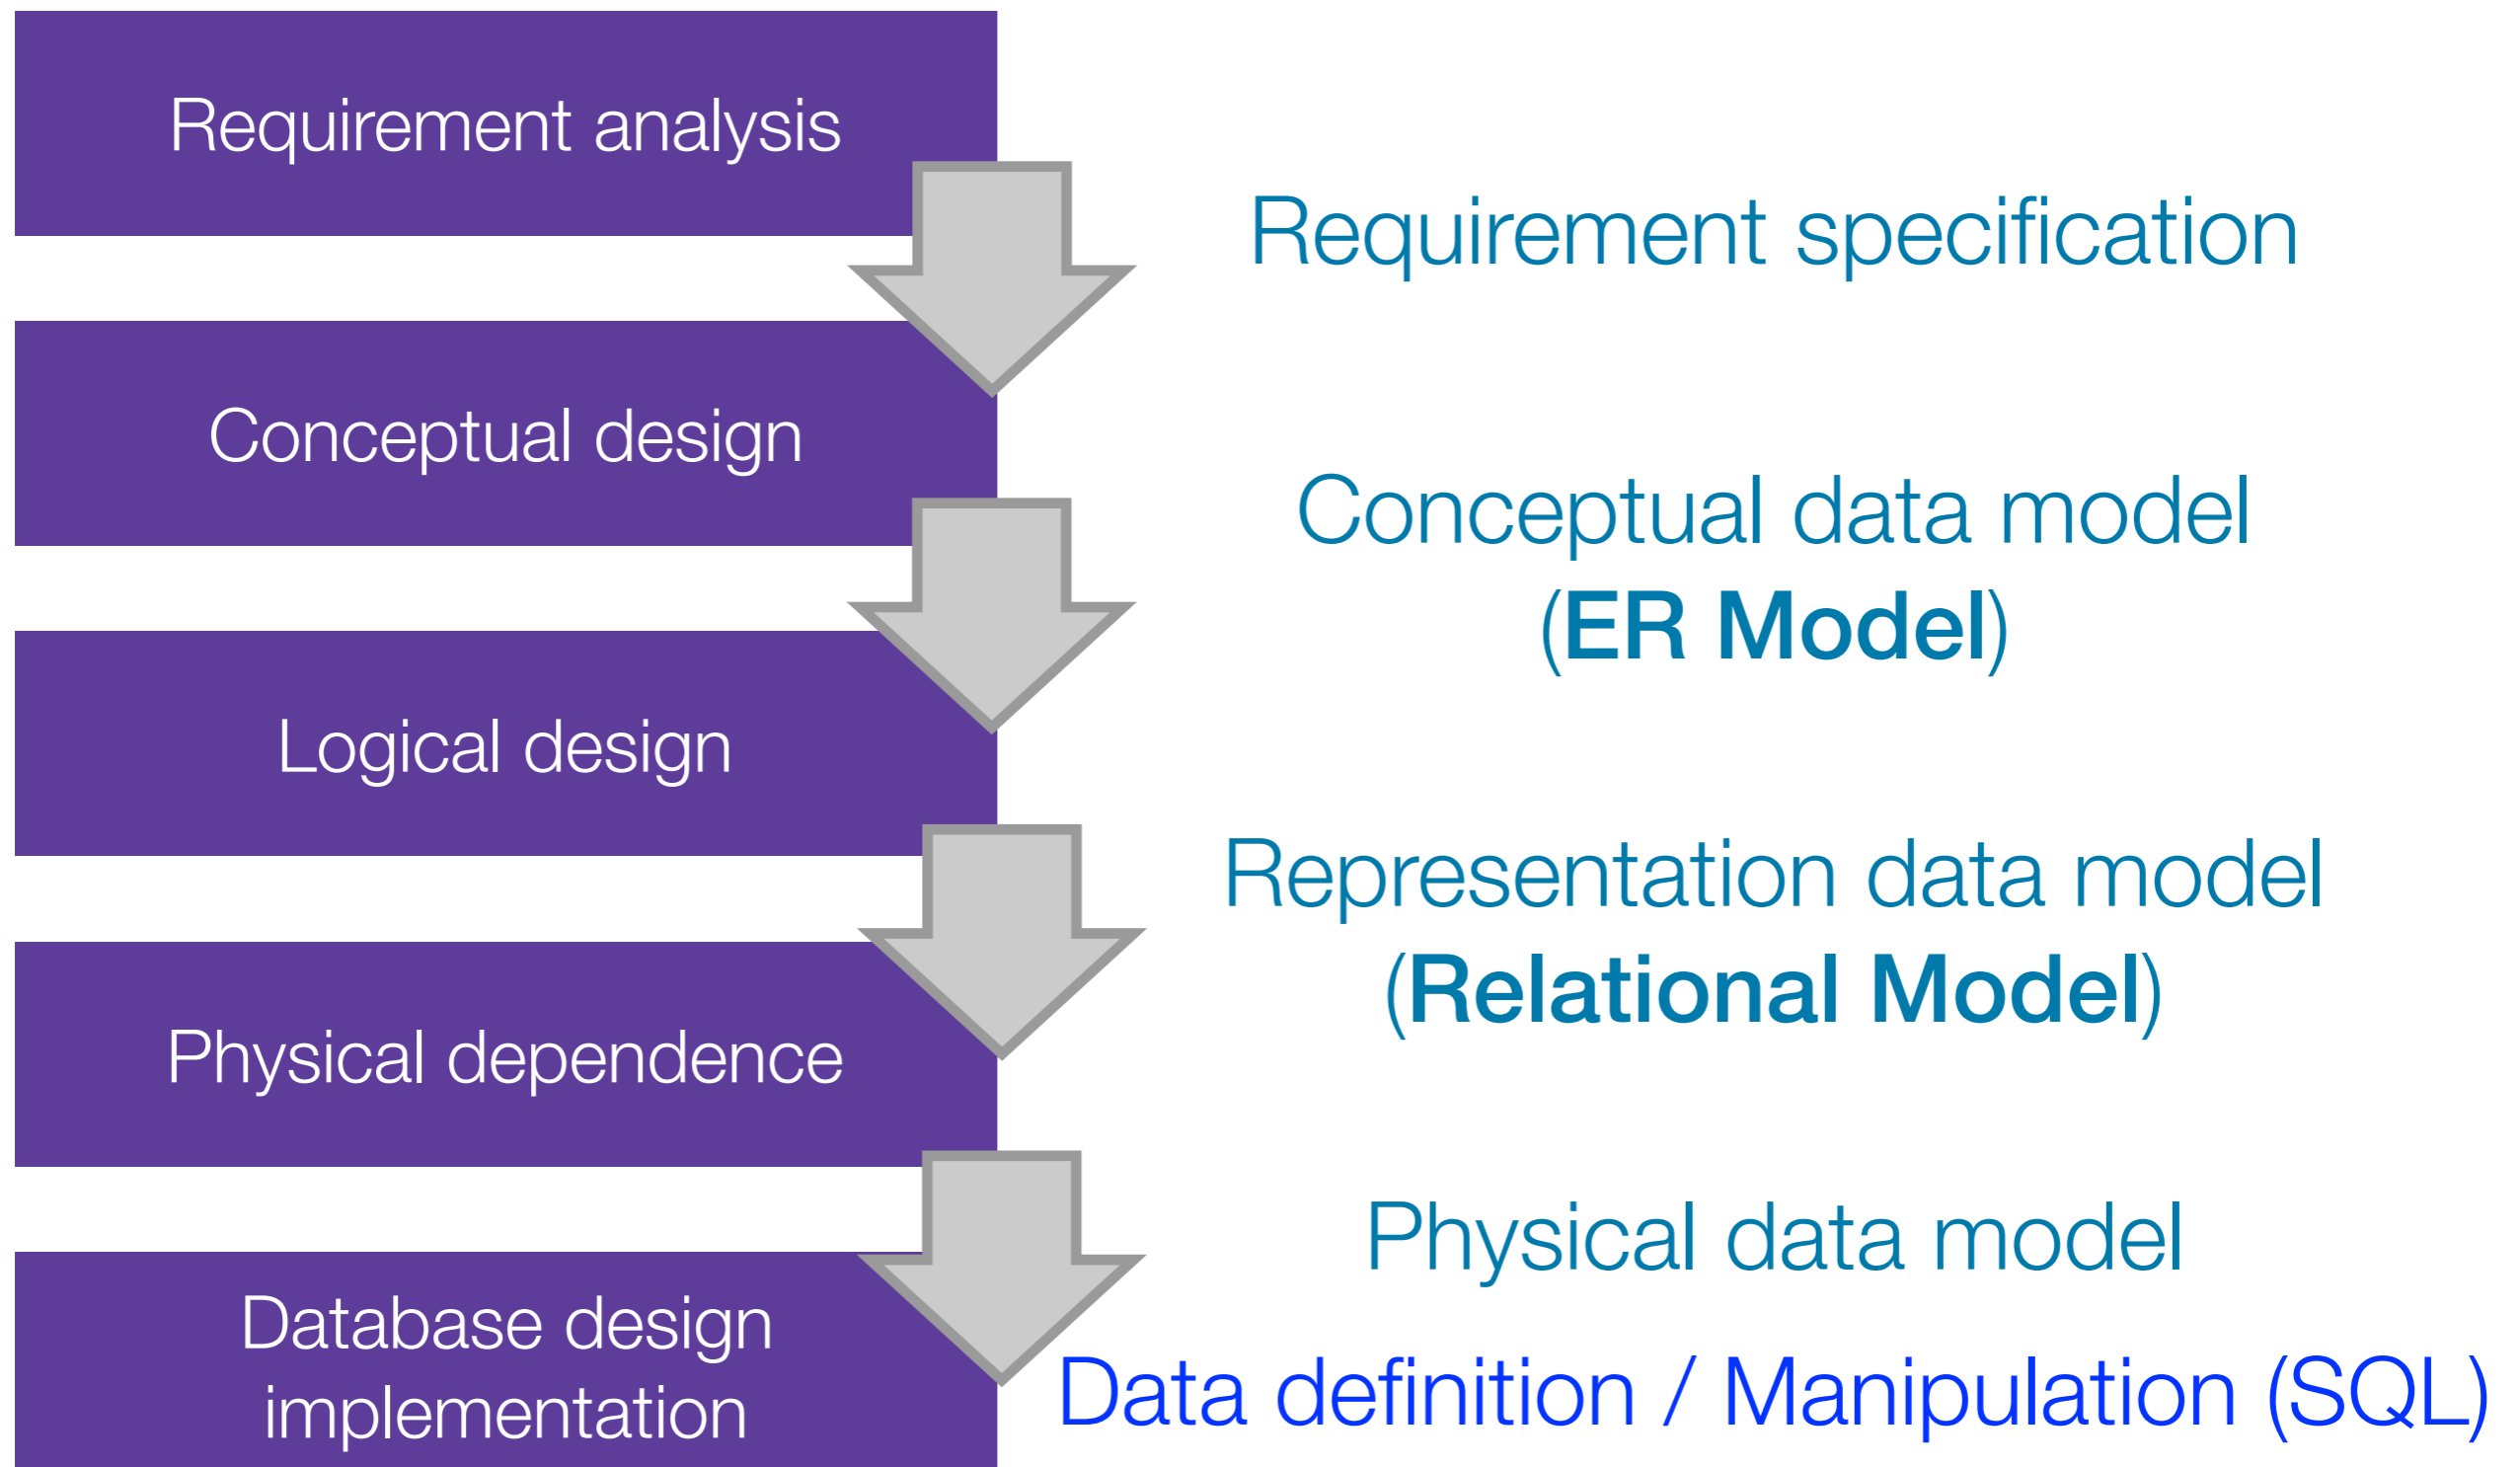 Requirement analysis
Requirement specification
Conceptual design
Conceptual data model
(ER Model)
Logical design
Representation data model
(Relational Model)
Physical dependence
Physical data model
Database design
implementation
Data definition / Manipulation (SQL)